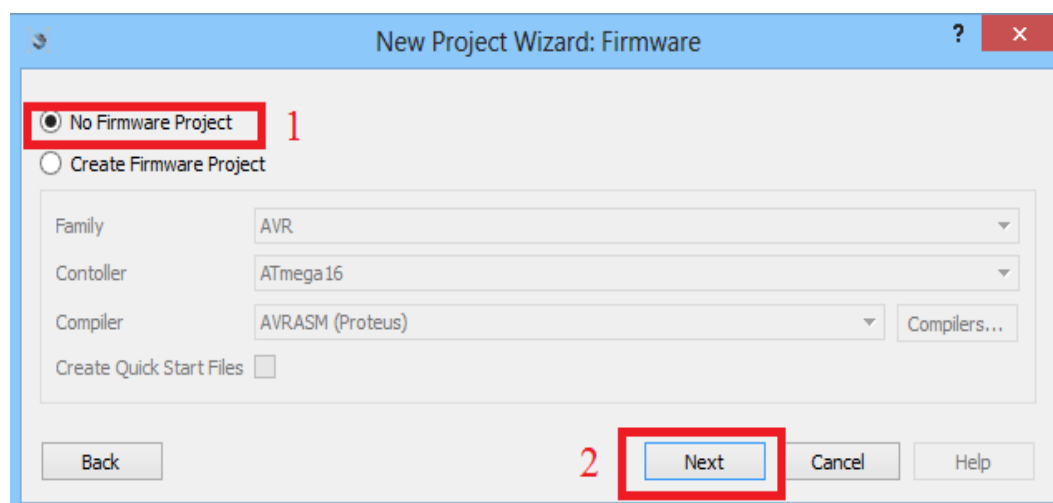 New Project Wizard: Firmware
?
×
No Firmware Project 1
Create Firmware Project
Family AVR
Contoller ATmega16
Compiler AVRASM (Proteus) Compilers...
Create Quick Start Files
Back 2 Next Cancel Help